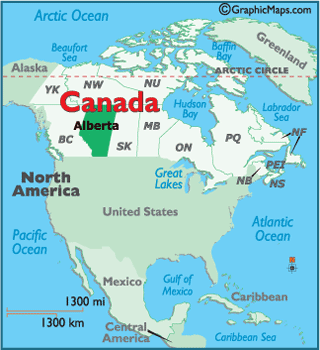 ©GraphicMaps.com
Arctic Ocean
Beaufort
Sea
Baffin
Bay
Greenland
Alaska
ARCTIC CIRCLE
YK
NW
NU
Canada
Hudson
Bay
Labrador
Sea
Alberta
BC
SK
MB
ON
PQ
NF
PEI
NB
NS
North
America
Great
Lakes
United States
Pacific
Ocean
Atlantic
Ocean
Mexico
Gulf of
Mexico
Caribbean
1300 mi
1300 km
Central
America
Caribbean Sea